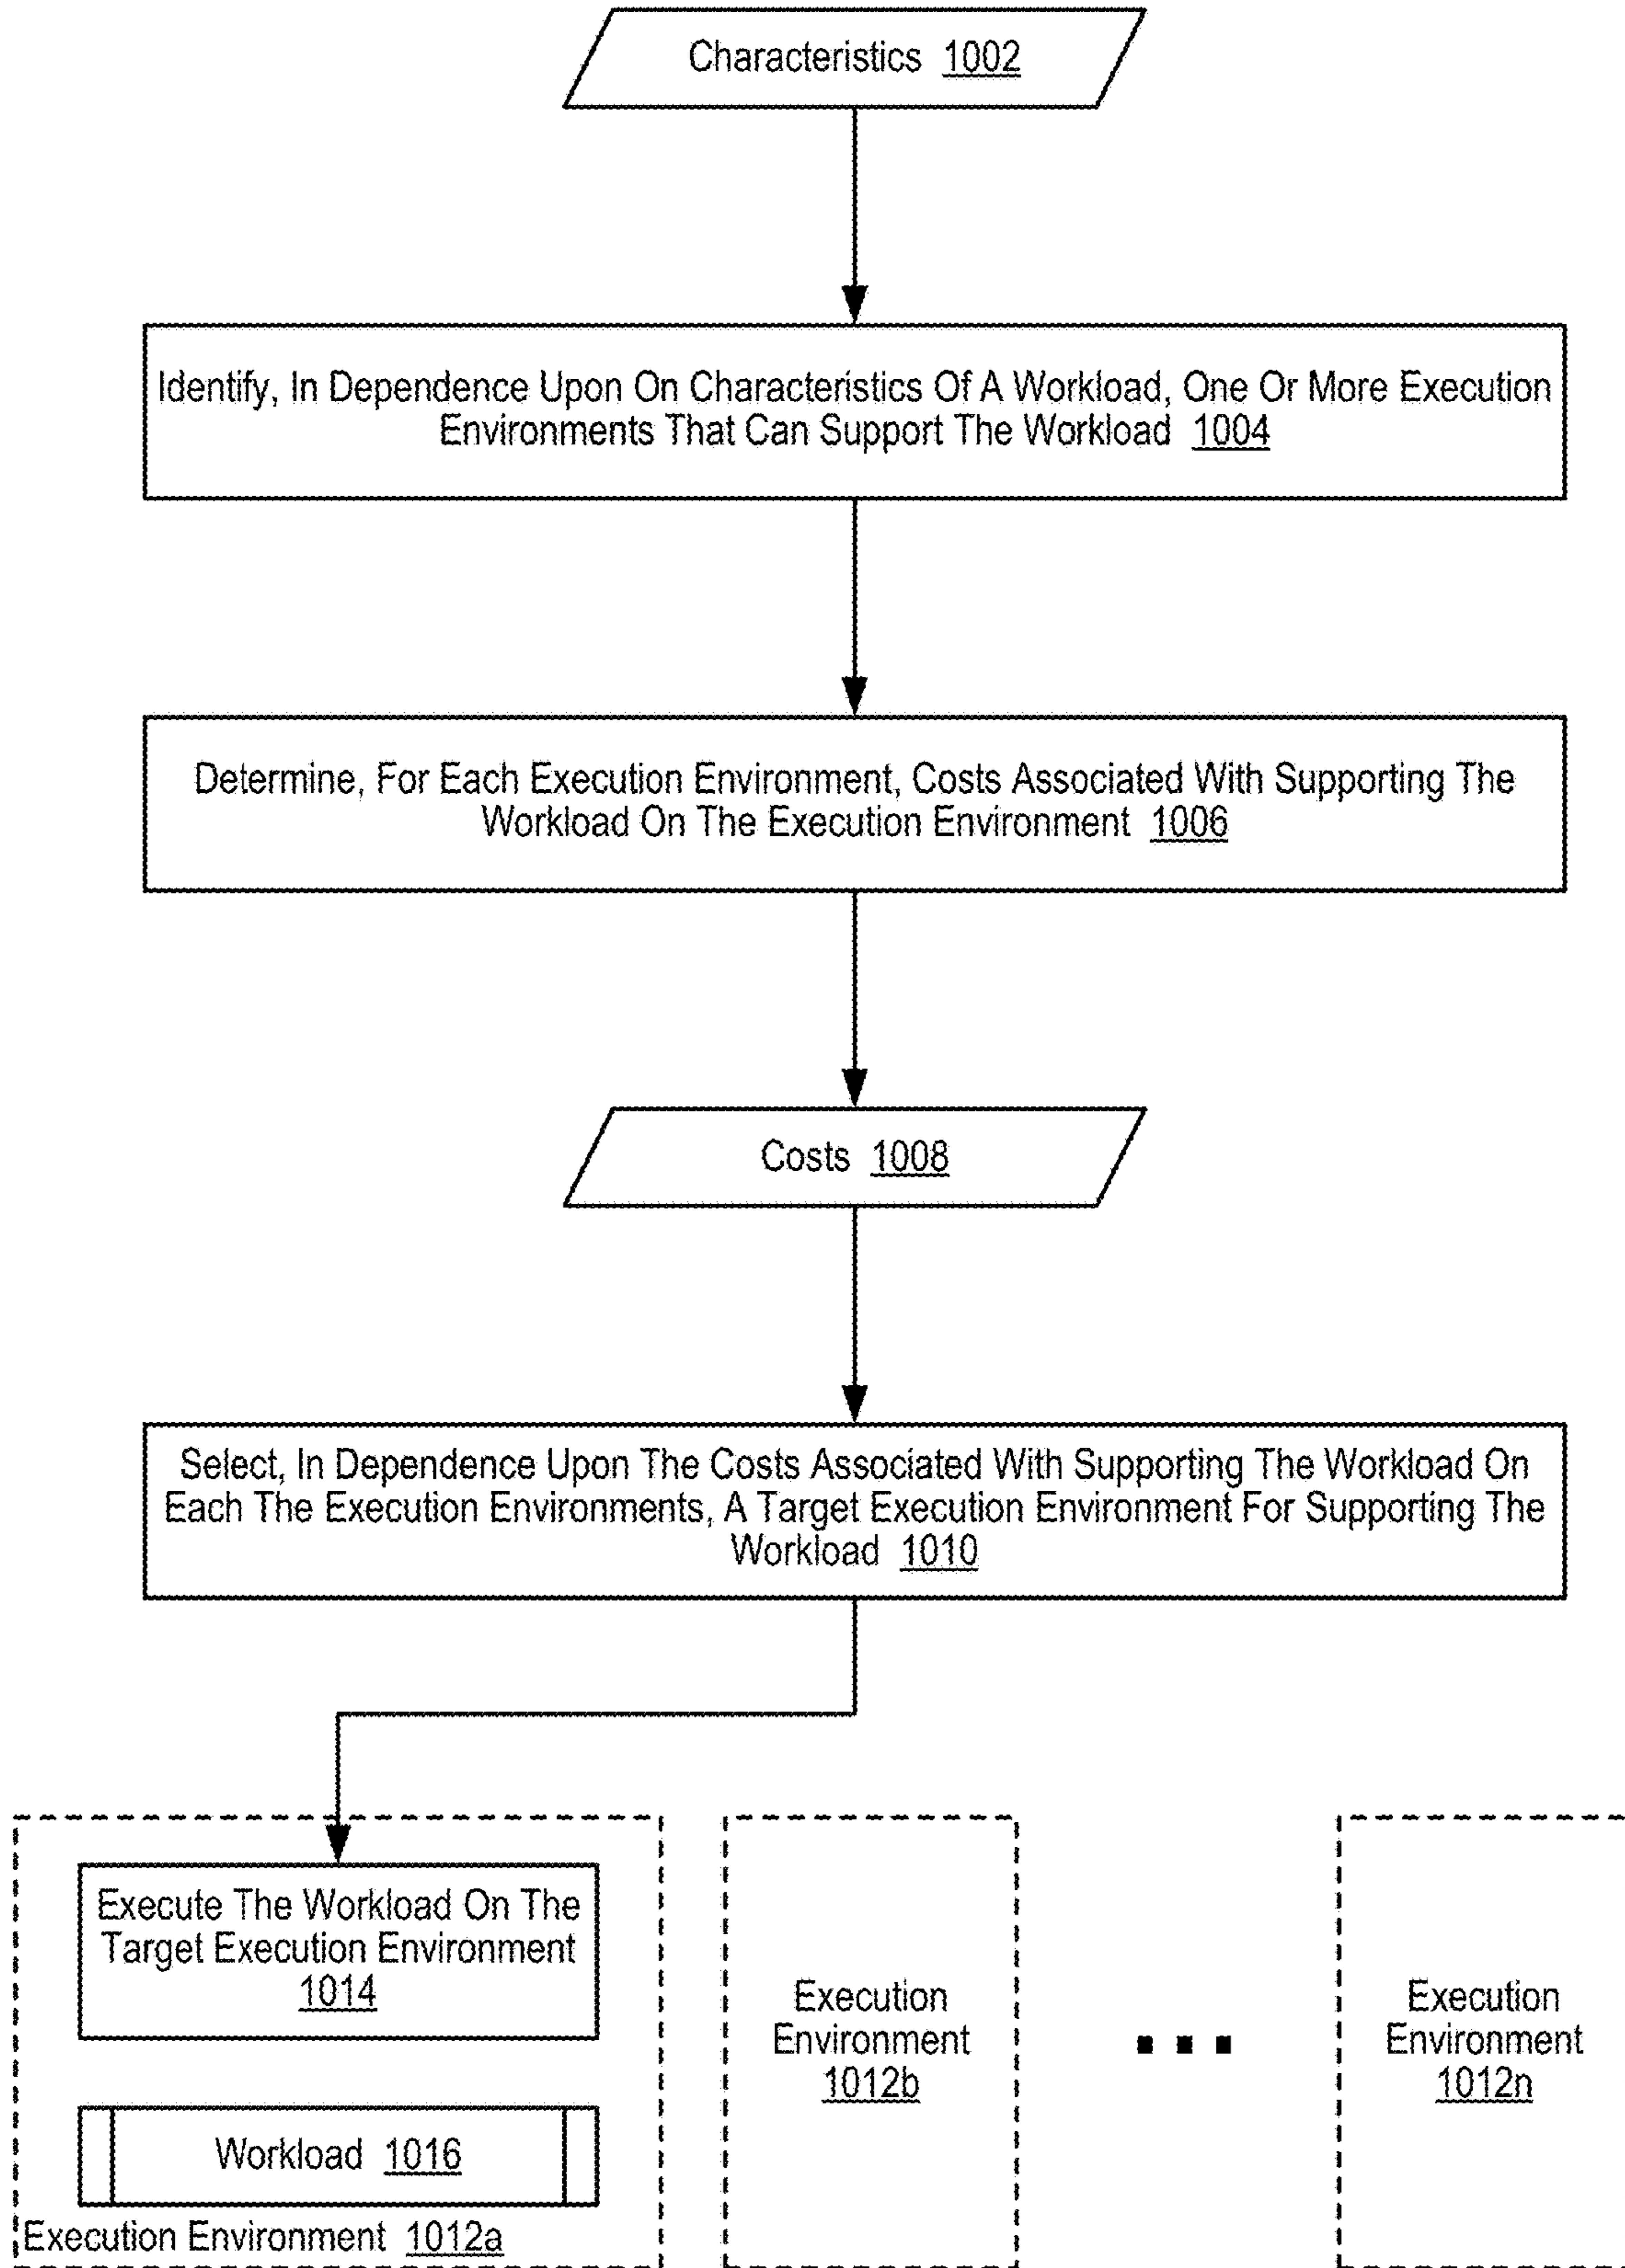 Characteristics 1002
Identify, In Dependence Upon On Characteristics Of A Workload, One Or More Execution
Environments That Can Support The Workload 1004
Determine, For Each Execution Environment, Costs Associated With Supporting The
Workload On The Execution Environment 1006
Costs 1008
Select, In Dependence Upon The Costs Associated With Supporting The Workload On
Each The Execution Environments, A Target Execution Environment For Supporting The
Workload 1010
Execute The Workload On The
Target Execution Environment
1014
Workload 1016
Execution Environment 1012a
Execution
Environment
1012b
Execution
Environment
1012n